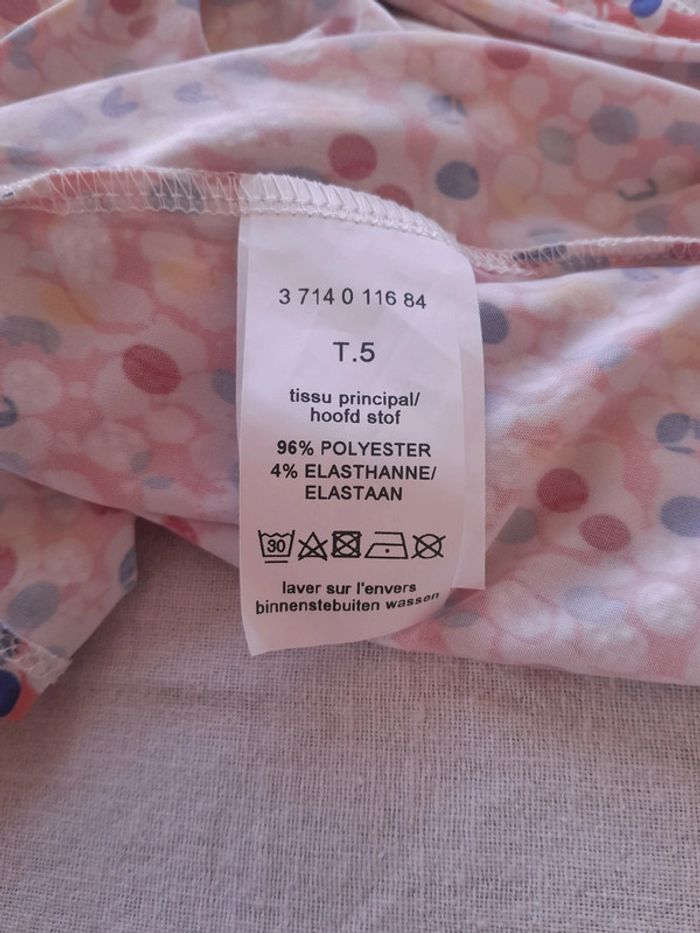 3 714 0 116 84
T.5
tissu principal/
hoofd stof
96% POLYESTER
4% ELASTHANNE/
ELASTAAN
30
laver sur l'envers
binnenstebuiten wassen